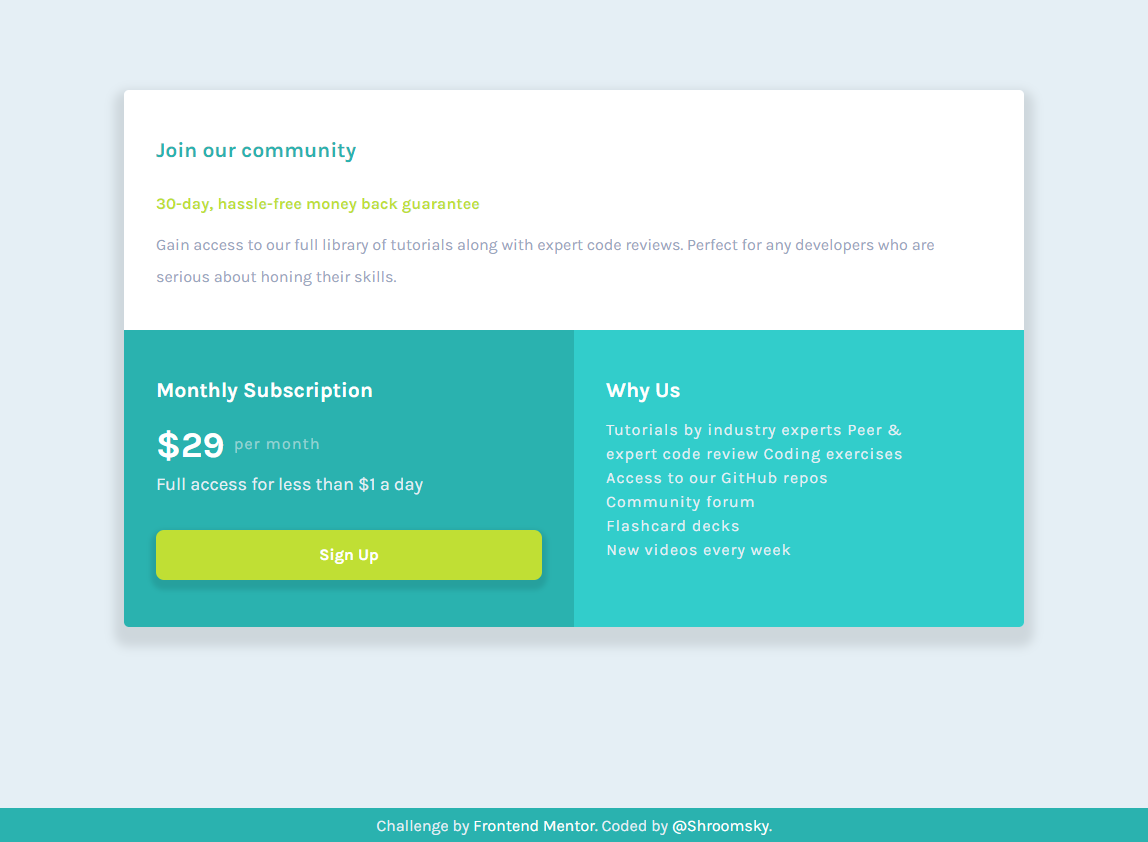 Join our community
30-day, hassle-free money back guarantee
Gain access to our full library of tutorials along with expert code reviews. Perfect for any developers who are
serious about honing their skills.
Monthly Subscription
$29 per month
Full access for less than $1 a day
Sign Up
Why Us
Tutorials by industry experts Peer &
expert code review Coding exercises
Access to our GitHub repos
Community forum
Flashcard decks
New videos every week
Challenge by Frontend Mentor. Coded by @Shroomsky.